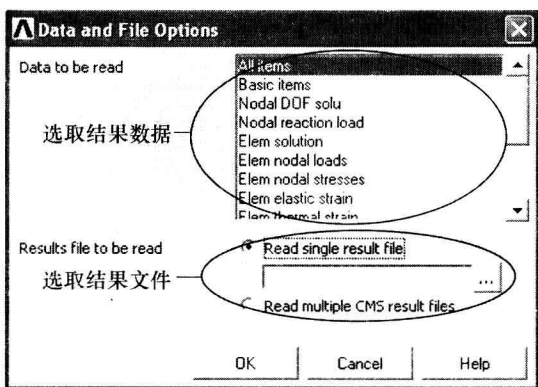 Data and File Options
Data to be read
All items
Basic items
Nodal DOF solu
Nodal reaction load
选取结果数据
Elem solution
Elem nodal loads
Elem nodal stresses
Elem elastic strain
Elem thermal strain
Results file to be read
Read single result file
选取结果文件
...
Read multiple CMS result files
OK
Cancel
Help